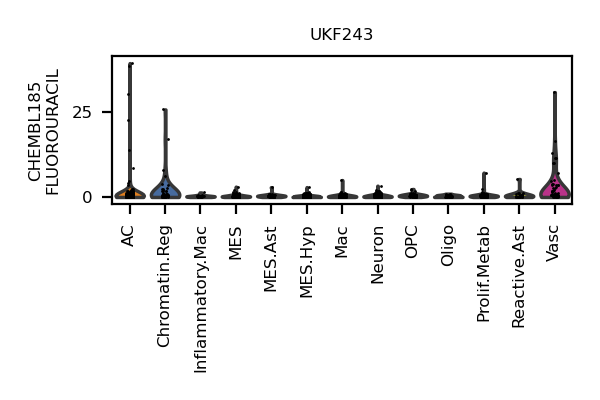 UKF243
CHEMBL185
FLUOROURACIL
25
0
AC
Chromatin.Reg
Inflammatory.Mac
MES
MES.Ast
MES.Hyp
Mac
Neuron
OPC
Oligo
Prolif.Metab
Reactive.Ast
Vasc